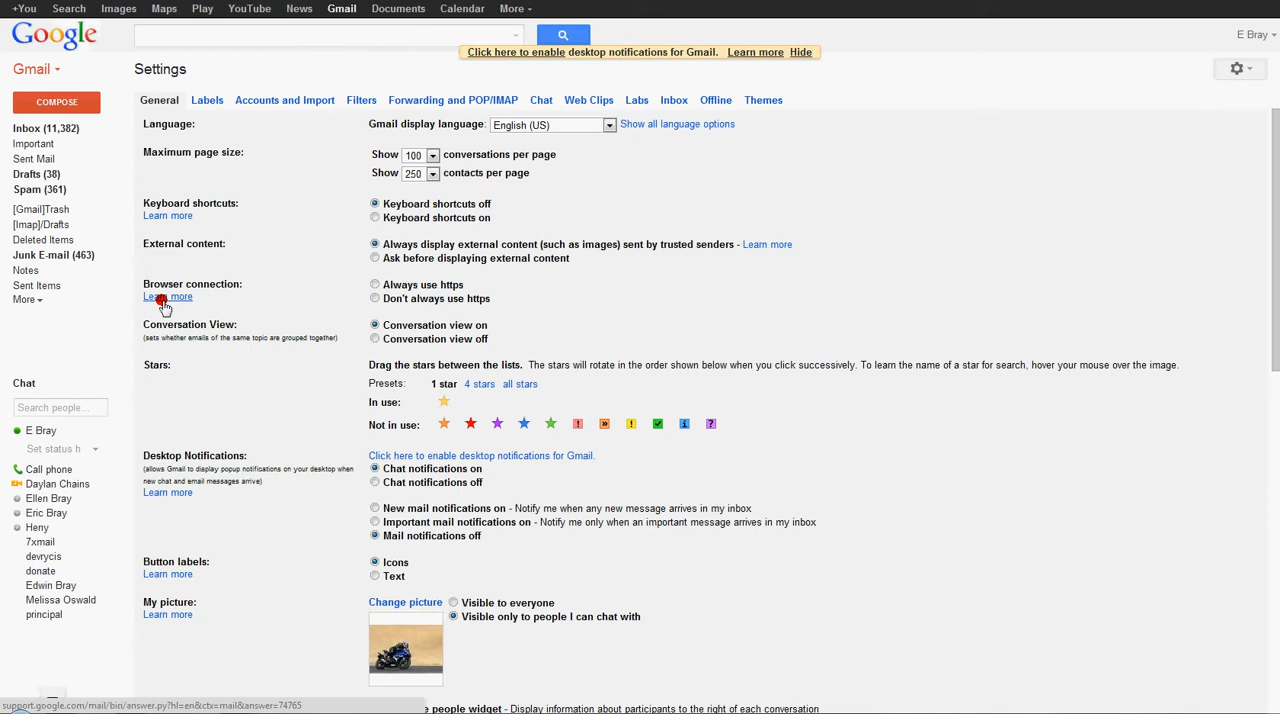 +You Search Images Maps Play YouTube News Gmail Documents Calendar More
Google
E Bray
Click here to enable desktop notifications for Gmail. Learn more Hide
Gmail
Settings
COMPOSE
Inbox (11,382)
Important
Sent Mail
Drafts (38)
Spam (361)
[Gmail]Trash
[Imap]/Drafts
Deleted Items
Junk E-mail (463)
Notes
Sent Items
More
Chat
Search people...
E Bray
Set status h
Call phone
Daylan Chains
Ellen Bray
Eric Bray
Heny
7xmail
devrycis
donate
Edwin Bray
Melissa Oswald
principal
General Labels Accounts and Import Filters Forwarding and POP/IMAP Chat Web Clips Labs Inbox Offline Themes
Language: Gmail display language: English (US) Show all language options
Maximum page size: Show 100 conversations per page
Show 250 contacts per page
Keyboard shortcuts: Keyboard shortcuts off
Learn more Keyboard shortcuts on
External content: Always display external content (such as images) sent by trusted senders - Learn more
Ask before displaying external content
Browser connection: Always use https
Learn more Don't always use https
Conversation View: Conversation view on
(sets whether emails of the same topic are grouped together) Conversation view off
Stars: Drag the stars between the lists. The stars will rotate in the order shown below when you click successively. To learn the name of a star for search, hover your mouse over the image.
Presets: 1 star 4 stars all stars
In use:
Not in use: ! » ! i ?
Desktop Notifications: Click here to enable desktop notifications for Gmail.
(allows Gmail to display popup notifications on your desktop when Chat notifications on
new chat and email messages arrive) Chat notifications off
Learn more
New mail notifications on - Notify me when any new message arrives in my inbox
Important mail notifications on - Notify me only when an important message arrives in my inbox
Mail notifications off
Button labels: Icons
Learn more Text
My picture: Change picture Visible to everyone
Learn more Visible only to people I can chat with
support.google.com/mail/bin/answer.py?hl=en&ctx=mail&answer=74765
e people widget - Display information about participants to the right of each conversation